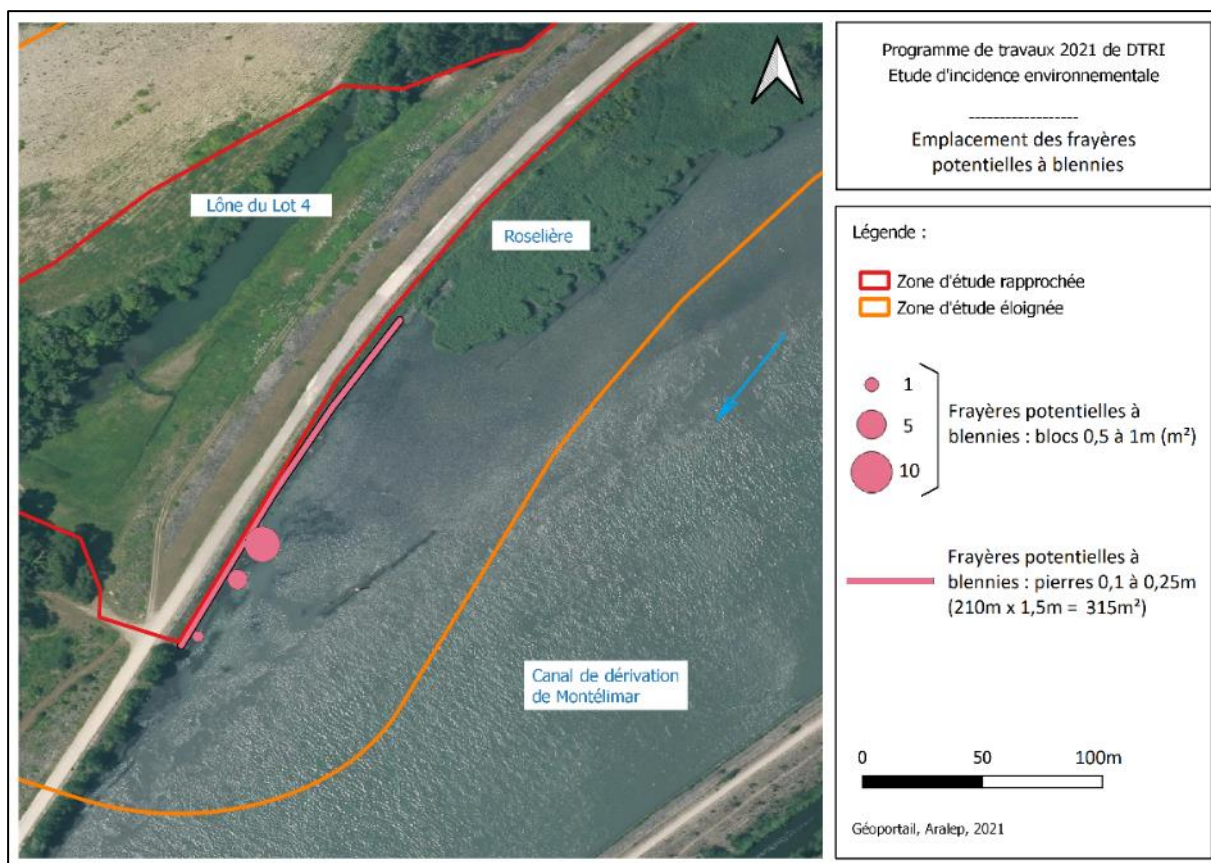 Lône du Lot 4
Roselière
Canal de dérivation
de Montélimar
Programme de travaux 2021 de DTRI
Etude d'incidence environnementale
------------------
Emplacement des frayères
potentielles à blennies
Légende :
Zone d'étude rapprochée
Zone d'étude éloignée
1
5
10
Frayères potentielles à
blennies : blocs 0,5 à 1m (m²)
Frayères potentielles à
blennies : pierres 0,1 à 0,25m
(210m x 1,5m = 315m²)
0 50 100m
Géoportail, Aralep, 2021